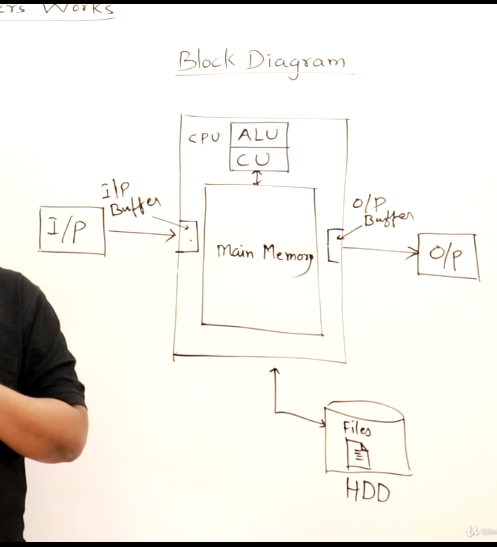 ers Works
Block Diagram
CPU
ALU
CU
I/P
Buffer
O/P
Buffer
I/P
Main Memory
O/P
Files
HDD